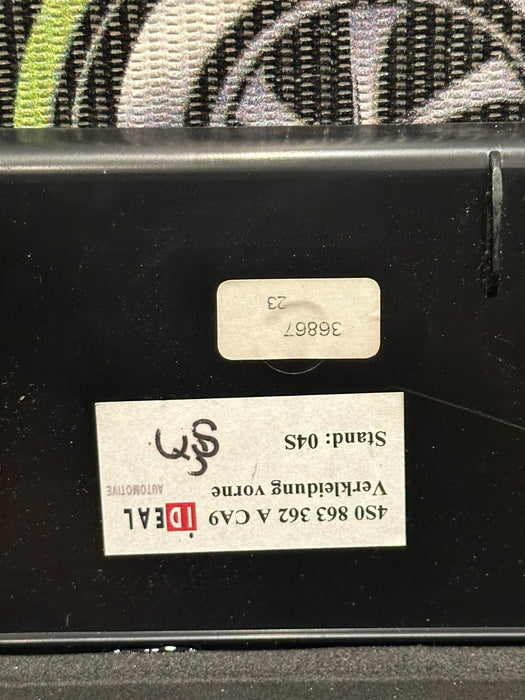 4S0 863 362 A CA9
Verkleidung vorne
Stand: 04S
iDEAL
AUTOMOTIVE
36867
23